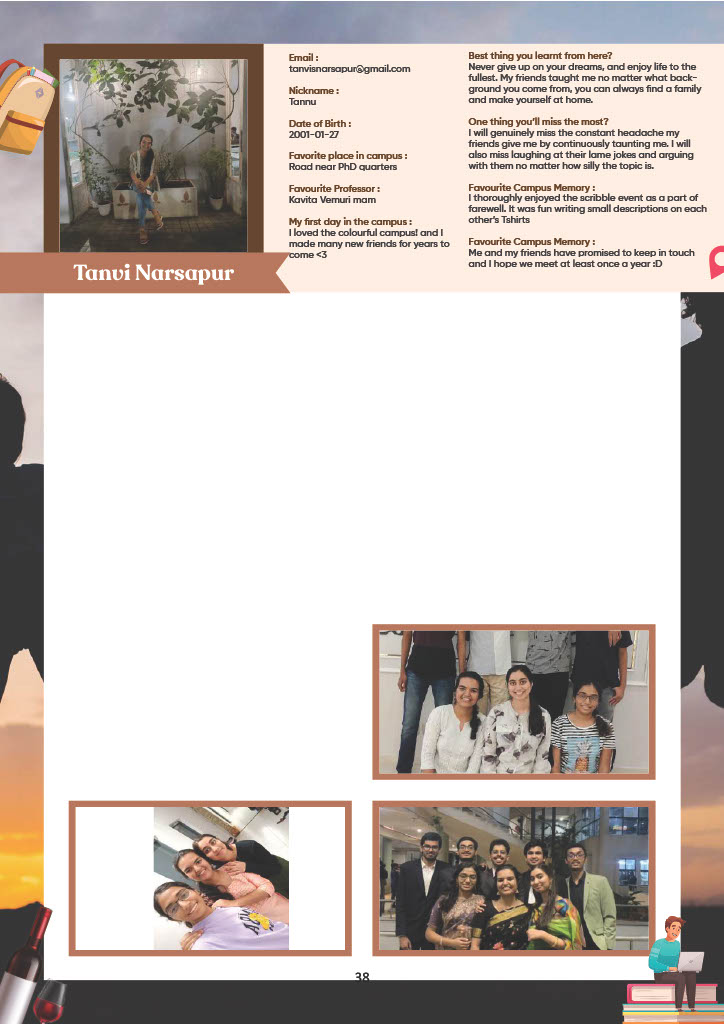 Email :
tanvisnarsapur@gmail.com
Nickname :
Tannu
Date of Birth :
2001-01-27
Favorite place in campus :
Road near PhD quarters
Favourite Professor :
Kavita Vemuri mam
My first day in the campus :
I loved the colourful campus! and I
made many new friends for years to
come <3
Best thing you learnt from here?
Never give up on your dreams, and enjoy life to the
fullest. My friends taught me no matter what back-
ground you come from, you can always find a family
and make yourself at home.
One thing you'll miss the most?
I will genuinely miss the constant headache my
friends give me by continuously taunting me. I will
also miss laughing at their lame jokes and arguing
with them no matter how silly the topic is.
Favourite Campus Memory :
I thoroughly enjoyed the scribble event as a part of
farewell. It was fun writing small descriptions on each
other's Tshirts
Favourite Campus Memory :
Me and my friends have promised to keep in touch
and I hope we meet at least once a year :D
Tanvi Narsapur
38